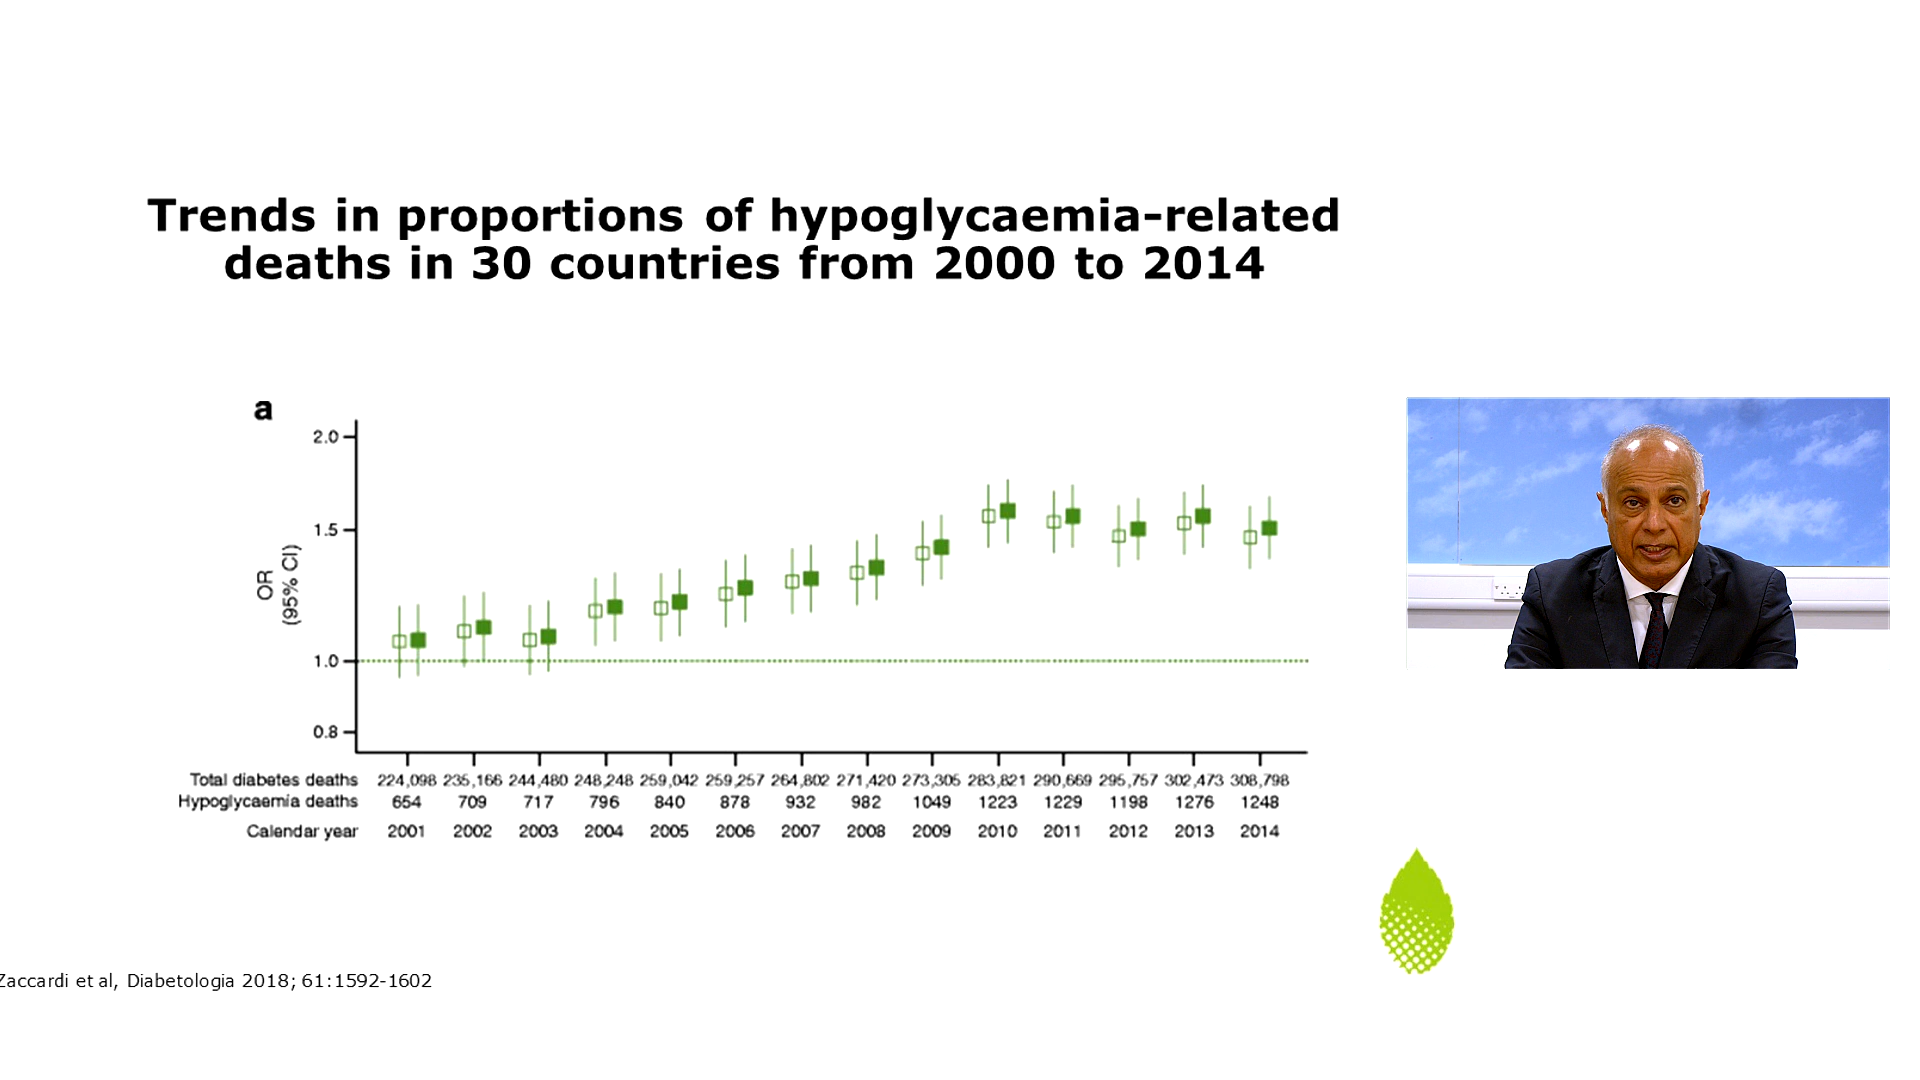 Trends in proportions of hypoglycaemia-related
deaths in 30 countries from 2000 to 2014
a
2.0
1.5
1.0
0.8
OR
(95% CI)
Total diabetes deaths 224,098 235,166 244,480 248,248 259,042 259,257 264,802 271,420 273,305 283,821 290,669 295,757 302,473 308,798
Hypoglycaemia deaths 654 709 717 796 840 878 932 982 1049 1223 1229 1198 1276 1248
Calendar year 2001 2002 2003 2004 2005 2006 2007 2008 2009 2010 2011 2012 2013 2014
Zaccardi et al, Diabetologia 2018; 61:1592-1602